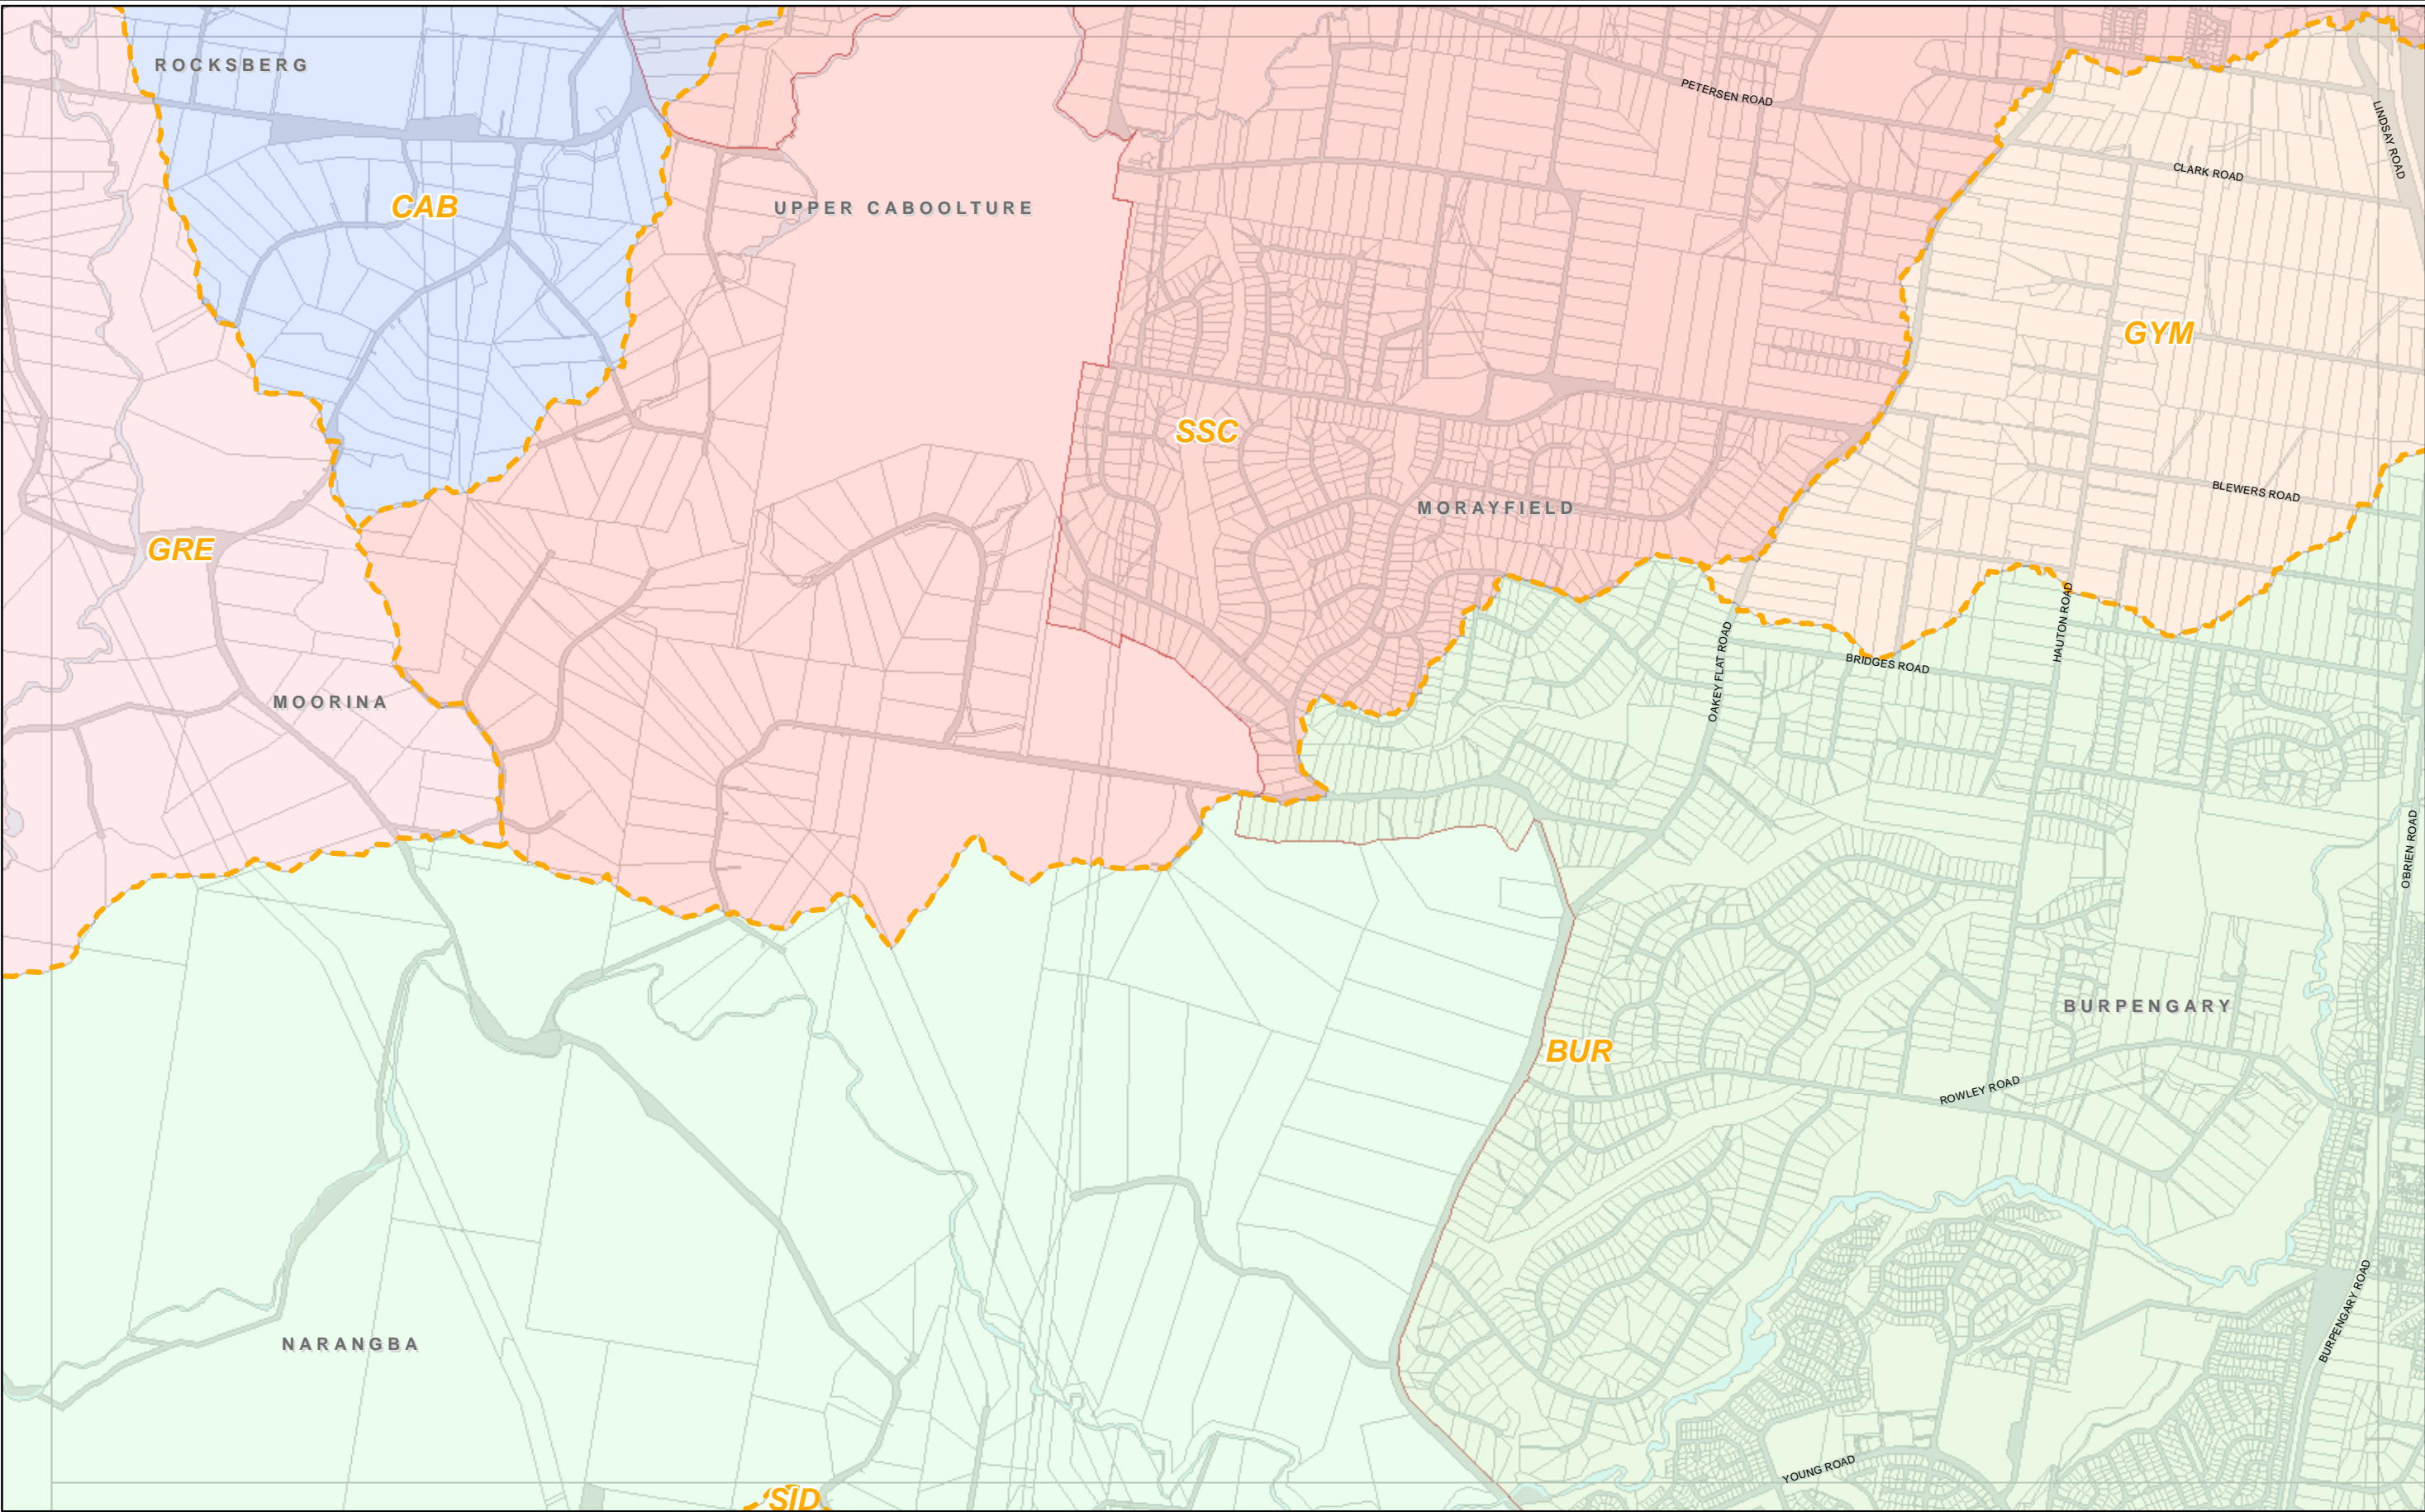 ROCKSBERG
PETERSEN ROAD
LINDSAY ROAD
CLARK ROAD
CAB
UPPER CABOOLTURE
GYM
SSC
BLEWERS ROAD
MORAYFIELD
GRE
HAUTON ROAD
BRIDGES ROAD
OAKEY FLAT ROAD
MOORINA
OBRIEN ROAD
BURPENGARY
BUR
ROWLEY ROAD
BURPENGARY ROAD
NARANGBA
YOUNG ROAD
SID